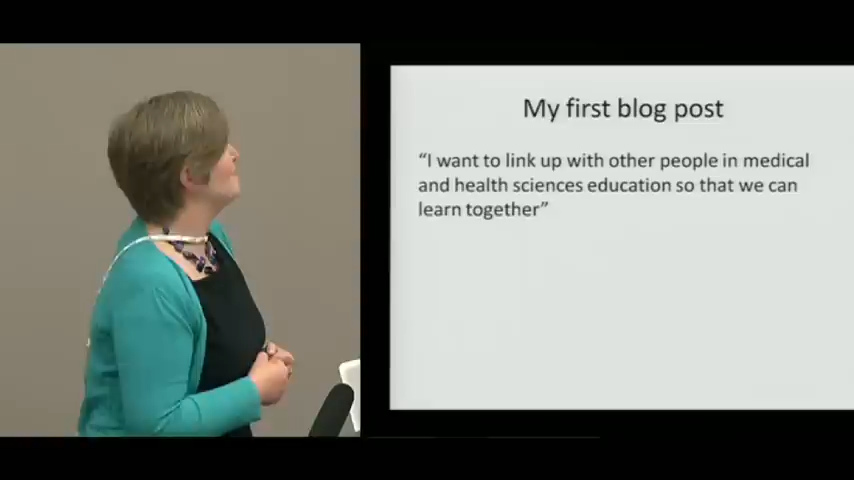 My first blog post
“I want to link up with other people in medical
and health sciences education so that we can
learn together”